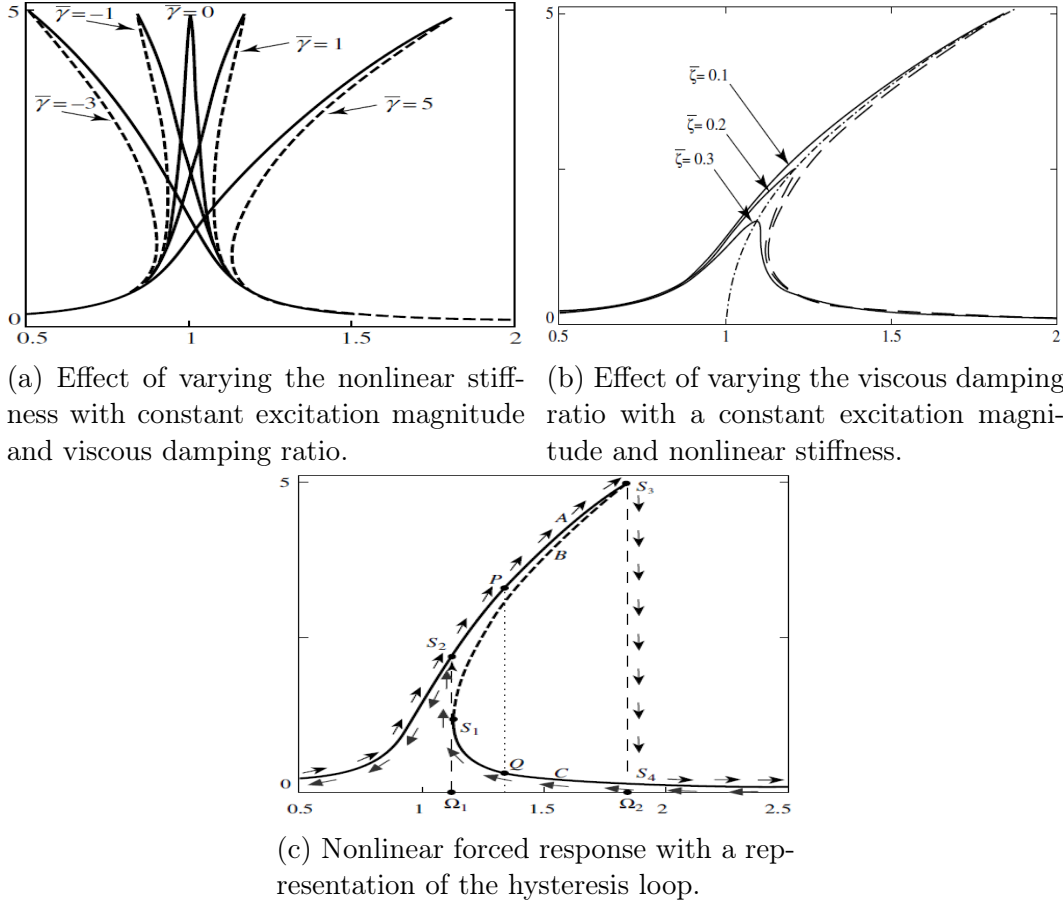 5
γ̅ = −1
γ̅ = 0
γ̅ = 1
γ̅ = −3
γ̅ = 5
0
0.5
1
1.5
2
(a) Effect of varying the nonlinear stiff-
ness with constant excitation magnitude
and viscous damping ratio.
5
ζ̅ = 0.1
ζ̅ = 0.2
ζ̅ = 0.3
0
0.5
1
1.5
2
(b) Effect of varying the viscous damping
ratio with a constant excitation magni-
tude and nonlinear stiffness.
5
S3
A
B
P
S2
S1
Q
C
S4
0
0.5
1
Ω1
1.5
Ω2
2
2.5
(c) Nonlinear forced response with a rep-
resentation of the hysteresis loop.